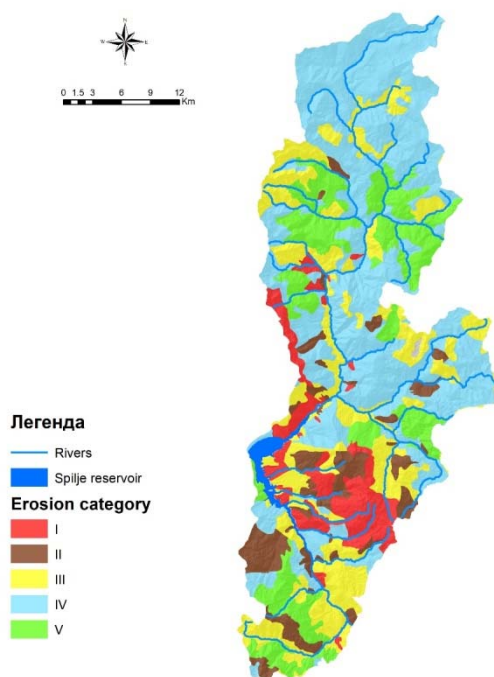 N
W E
S
0 1.5 3 6 9 12
Km
Легенда
Rivers
Spilje reservoir
Erosion category
I
II
III
IV
V